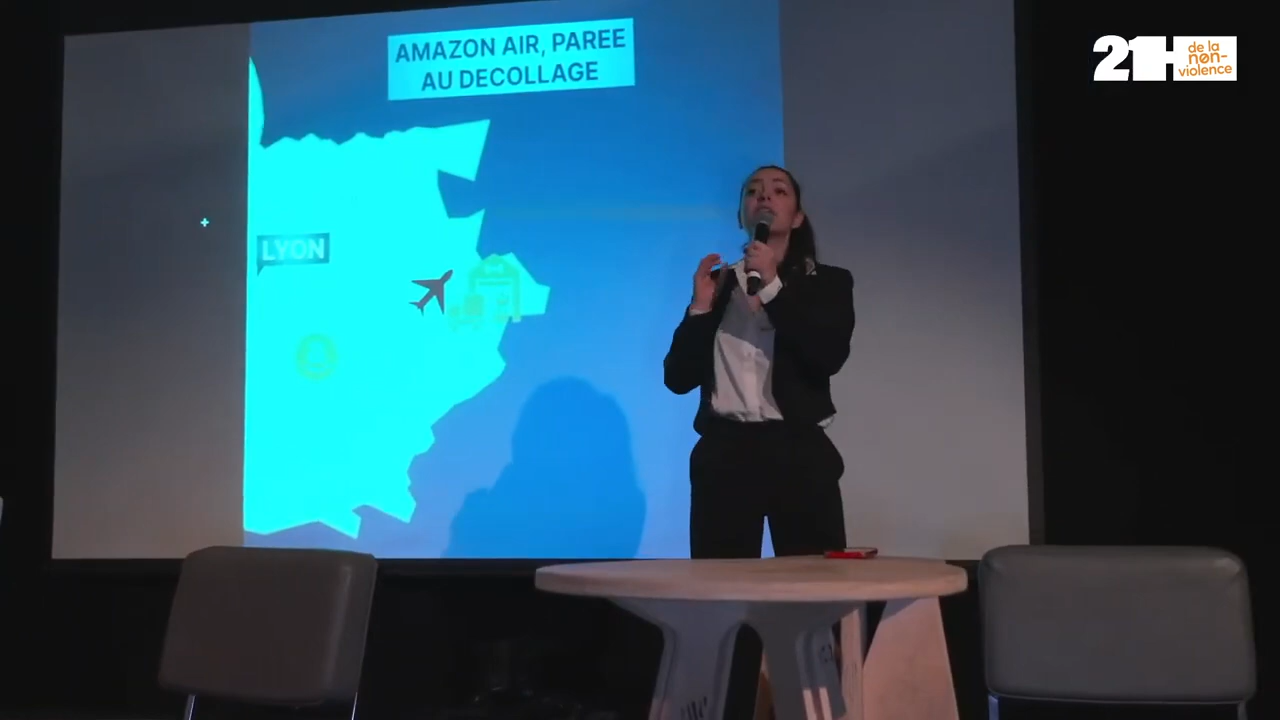 AMAZON AIR, PAREE
AU DECOLLAGE
LYON
21H
de la
non-
violence